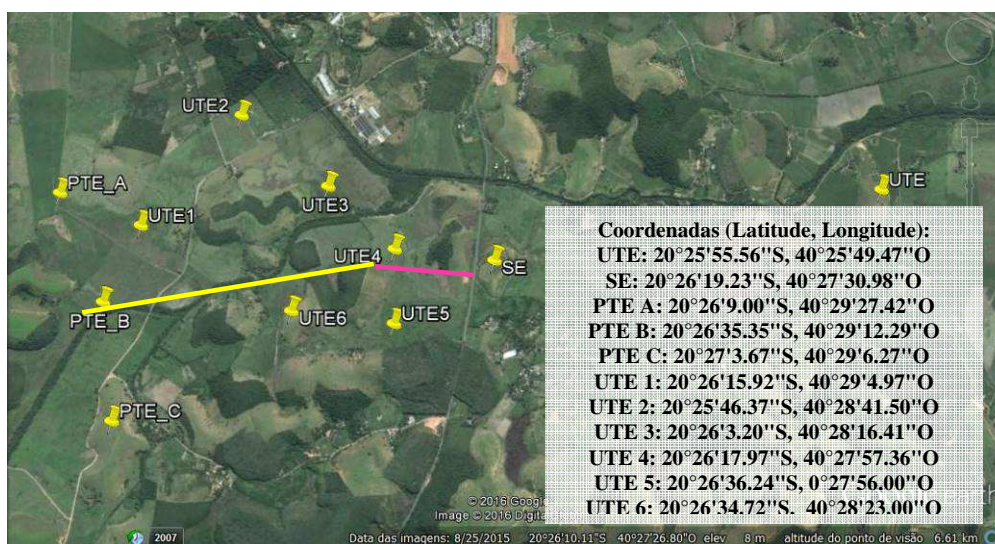 UTE2
PTE_A
UTE
UTE1
UTE3
UTE4
SE
PTE_B
UTE6
UTE5
PTE_C
Coordenadas (Latitude, Longitude):
UTE: 20°25'55.56"S, 40°25'49.47"O
SE: 20°26'19.23"S, 40°27'30.98"O
PTE A: 20°26'9.00"S, 40°29'27.42"O
PTE B: 20°26'35.35"S, 40°29'12.29"O
PTE C: 20°27'3.67"S, 40°29'6.27"O
UTE 1: 20°26'15.92"S, 40°29'4.97"O
UTE 2: 20°25'46.37"S, 40°28'41.50"O
UTE 3: 20°26'3.20"S, 40°28'16.41"O
UTE 4: 20°26'17.97"S, 40°27'57.36"O
UTE 5: 20°26'36.24"S, 0°27'56.00"O
UTE 6: 20°26'34.72"S, 40°28'23.00"O
© 2016 Google
Image © 2016 Digital
2007
Data das imagens: 8/25/2015 20°26'10.11"S 40°27'26.80"O elev 8 m altitude do ponto de visão 6.61 km